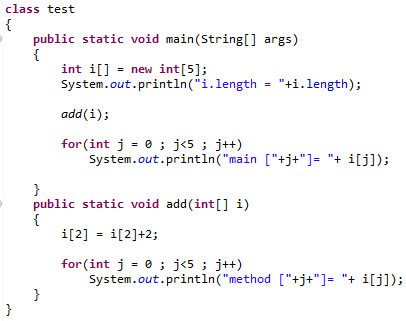 class test
{
public static void main(String[] args)
{
int i[] = new int[5];
System.out.println("i.length = "+i.length);
add(i);
for(int j = 0 ; j<5 ; j++)
System.out.println("main ["+j+"]= "+ i[j]);
}
public static void add(int[] i)
{
i[2] = i[2]+2;
for(int j = 0 ; j<5 ; j++)
System.out.println("method ["+j+"]= "+ i[j]);
}
}